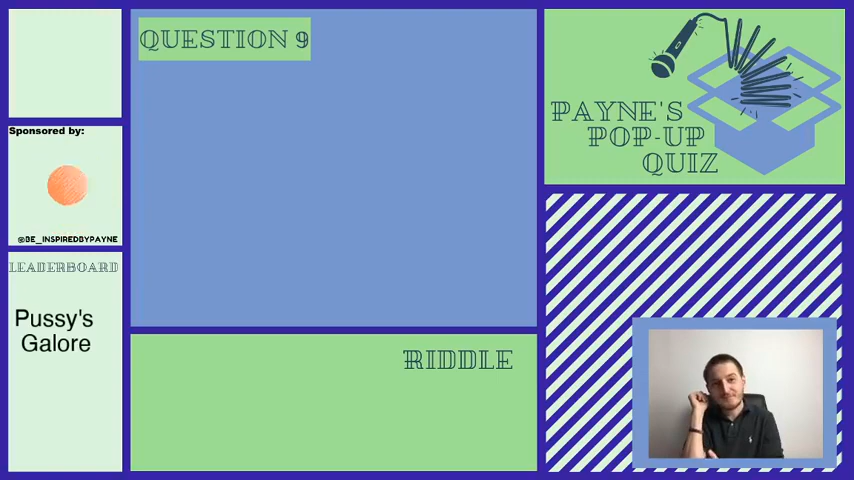 QUESTION 9
Sponsored by:
@BE_INSPIREDBYPAYNE
LEADERBOARD
Pussy's
Galore
RIDDLE
PAYNE'S
POP-UP
QUIZ